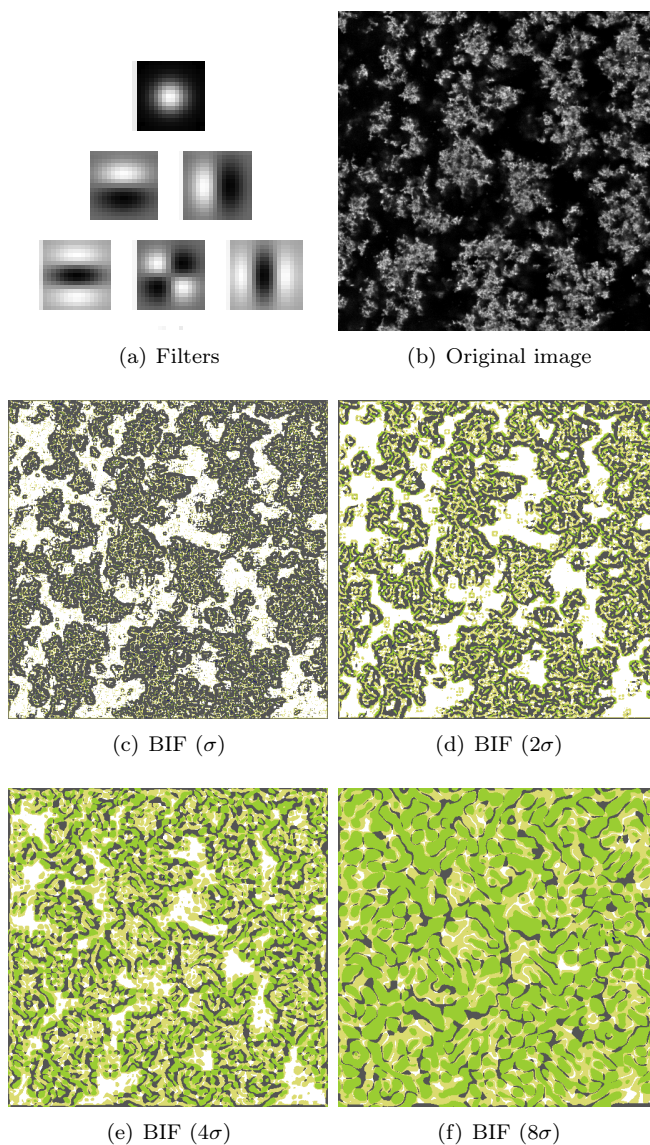 (a) Filters
(b) Original image
(c) BIF (σ)
(d) BIF (2σ)
(e) BIF (4σ)
(f) BIF (8σ)